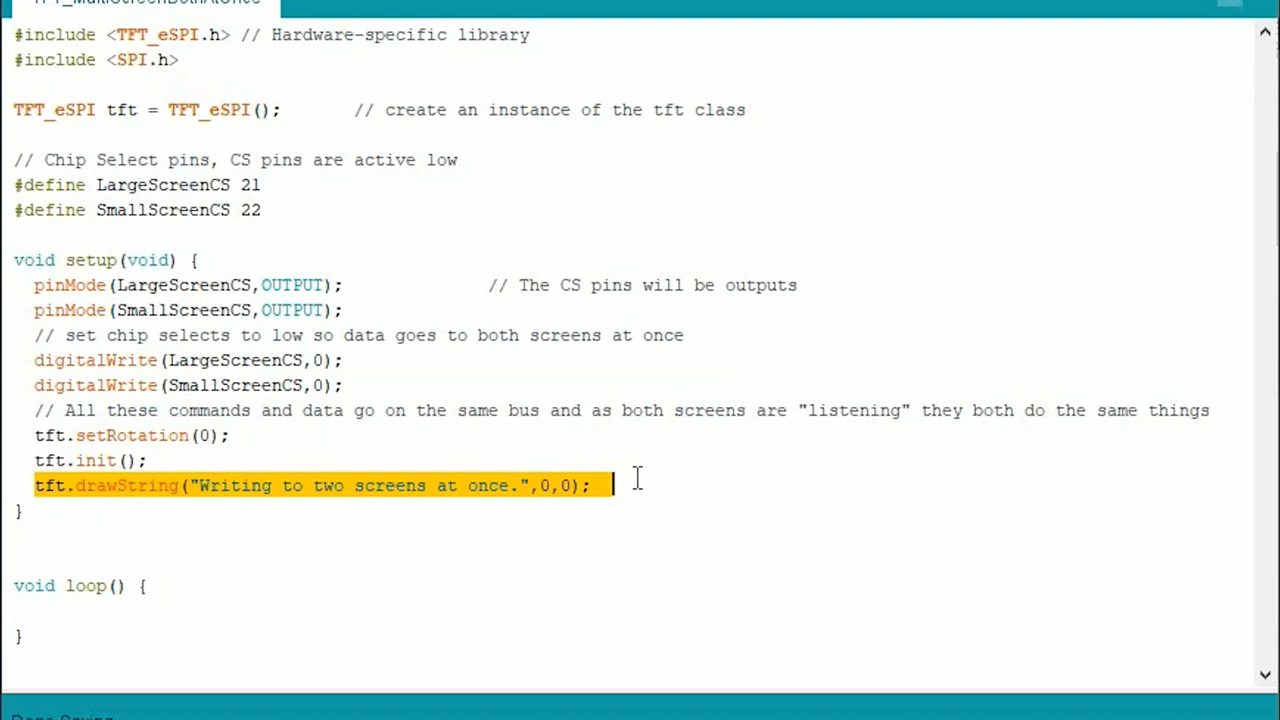 TFT_MultiScreenBothAtOnce
#include <TFT_eSPI.h> // Hardware-specific library
#include <SPI.h>
TFT_eSPI tft = TFT_eSPI();       // create an instance of the tft class
// Chip Select pins, CS pins are active low
#define LargeScreenCS 21
#define SmallScreenCS 22
void setup(void) {
  pinMode(LargeScreenCS,OUTPUT);              // The CS pins will be outputs
  pinMode(SmallScreenCS,OUTPUT);
  // set chip selects to low so data goes to both screens at once
  digitalWrite(LargeScreenCS,0);
  digitalWrite(SmallScreenCS,0);
  // All these commands and data go on the same bus and as both screens are "listening" they both do the same things
  tft.setRotation(0);
  tft.init();
  tft.drawString("Writing to two screens at once.",0,0);
}
void loop() {
}
Done Saving